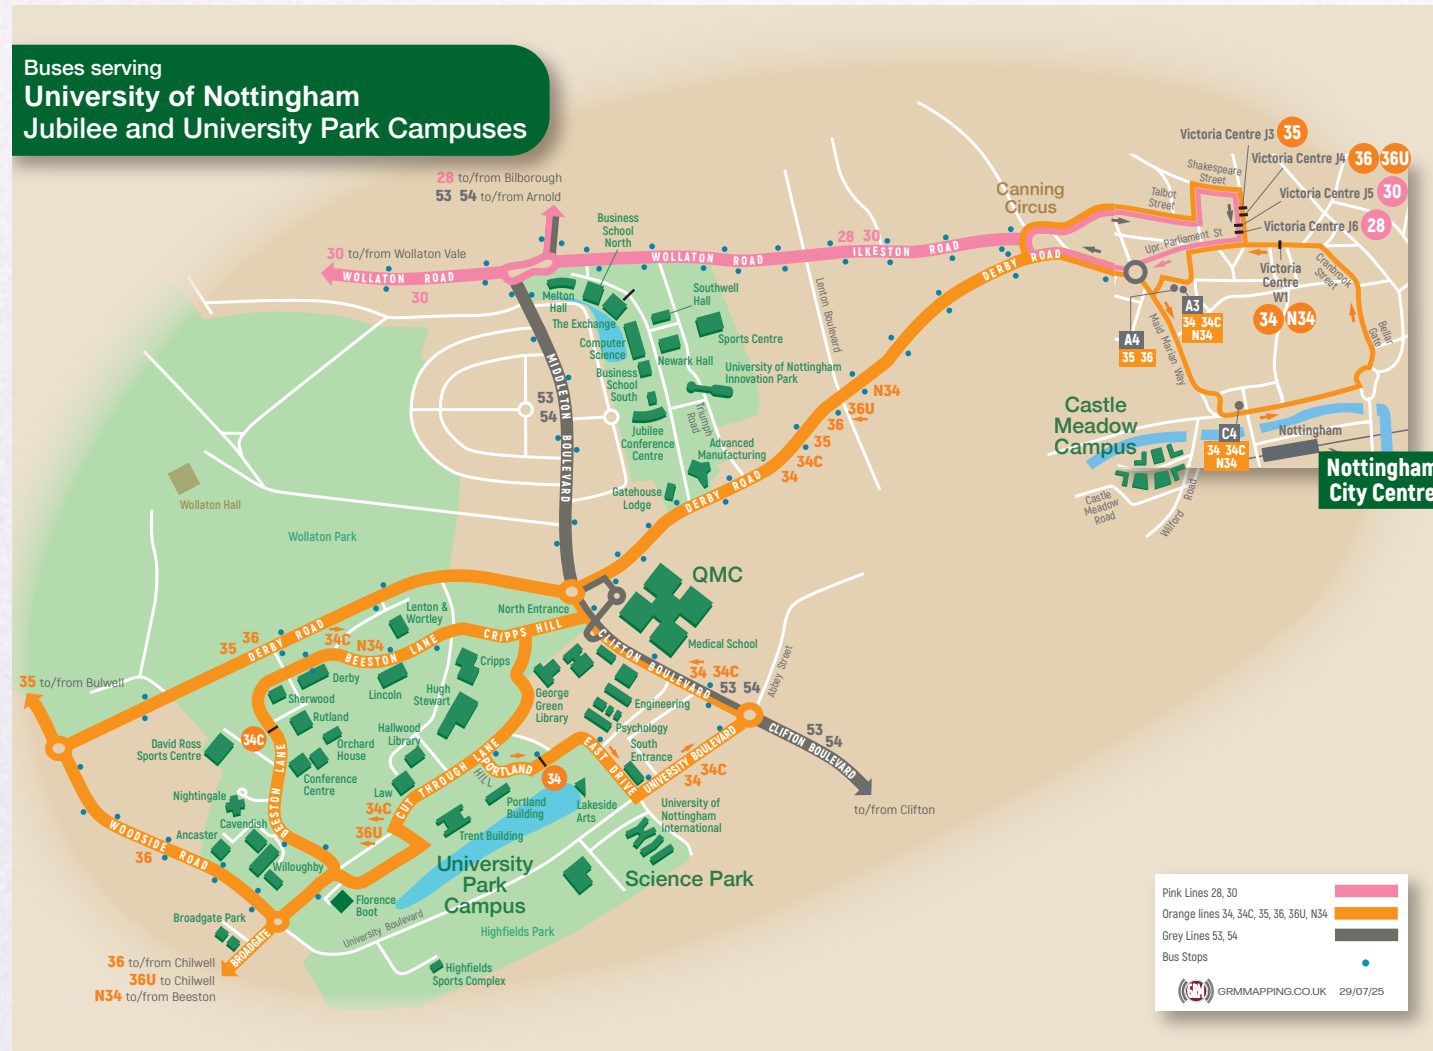 Buses serving
University of Nottingham
Jubilee and University Park Campuses
28 to/from Bilborough
53 54 to/from Arnold
30 to/from Wollaton Vale
WOLLATON ROAD
30
Business
School
North
WOLLATON ROAD
28 30
ILKESTON ROAD
Canning
Circus
DERBY ROAD
Victoria Centre J3 35
Victoria Centre J4 36 36U
Victoria Centre J5 30
Victoria Centre J6 28
Shakespeare
Street
Talbot
Street
Upr. Parliament St
Victoria
Centre
W1
34 N34
Cranbrook
Street
Bellar
Gate
A3
34 34C
N34
A4
35 36
Maid Marian Way
C4
34 34C
N34
Nottingham
Nottingham
City Centre
Castle
Meadow
Campus
Castle
Meadow
Road
Wilford Road
Lenton Boulevard
Melton
Hall
The Exchange
Computer
Science
Business
School
South
Southwell
Hall
Sports Centre
Newark Hall
University of Nottingham
Innovation Park
Triumph
Road
Jubilee
Conference
Centre
Advanced
Manufacturing
Gatehouse
Lodge
MIDDLETON BOULEVARD
53
54
N34
36U
36
35
34C
34
DERBY ROAD
Wollaton Hall
Wollaton Park
QMC
Medical School
North Entrance
Lenton &
Wortley
CRIPPS HILL
35 36
DERBY ROAD
34C N34
BEESTON LANE
35 to/from Bulwell
Derby
Sherwood
Lincoln
Cripps
Hugh
Stewart
George
Green
Library
CLIFTON BOULEVARD
34 34C
53 54
Abbey Street
Engineering
Psychology
South
Entrance
EAST DRIVE
UNIVERSITY BOULEVARD
34C
34
53
54
CLIFTON BOULEVARD
to/from Clifton
Rutland
34C
Orchard
House
David Ross
Sports Centre
Conference
Centre
Hallwood
Library
Law
BEESTON LANE
CUT THROUGH LANE
PORTLAND
HILL
34
34C
36U
Portland
Building
Lakeside
Arts
Trent Building
University of
Nottingham
International
Nightingale
Cavendish
Ancaster
Willoughby
WOODSIDE ROAD
36
University
Park
Campus
Science Park
Florence
Boot
Broadgate Park
BROADGATE
University Boulevard
Highfields Park
Highfields
Sports Complex
36 to/from Chilwell
36U to Chilwell
N34 to/from Beeston
Pink Lines 28, 30
Orange lines 34, 34C, 35, 36, 36U, N34
Grey Lines 53, 54
Bus Stops
GRM GRMMAPPING.CO.UK 29/07/25